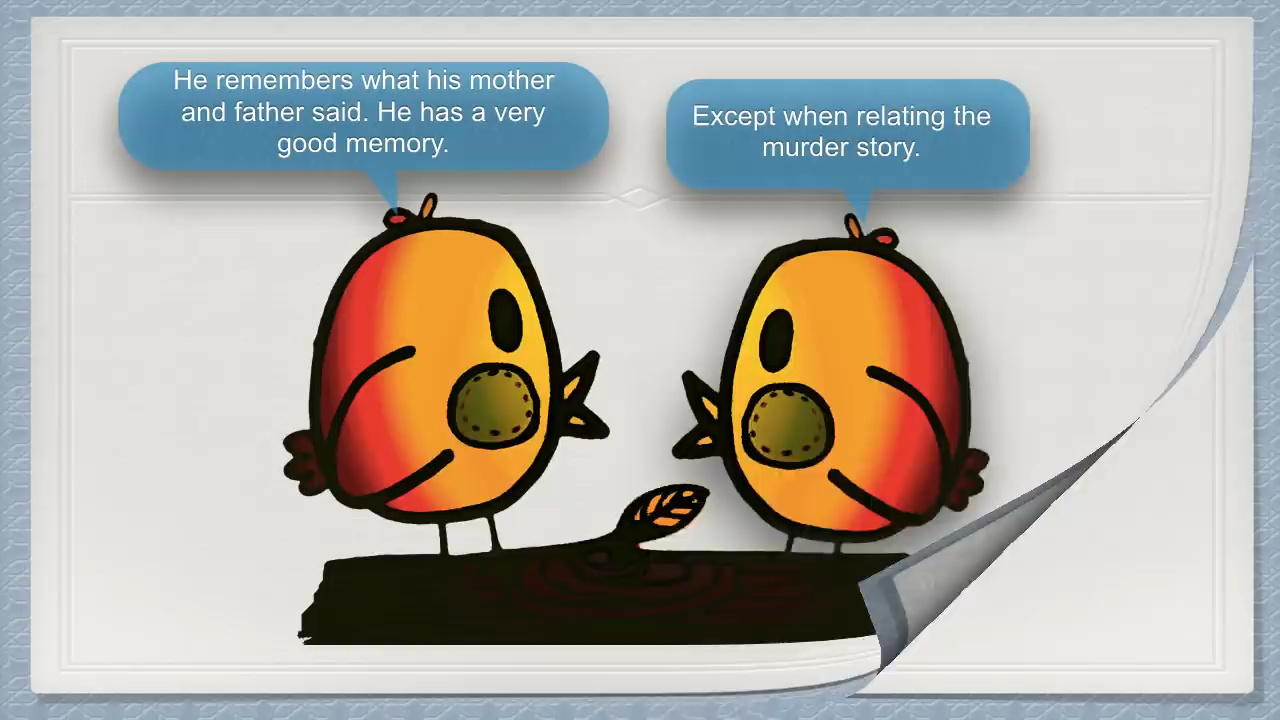 He remembers what his mother
and father said. He has a very
good memory.
Except when relating the
murder story.